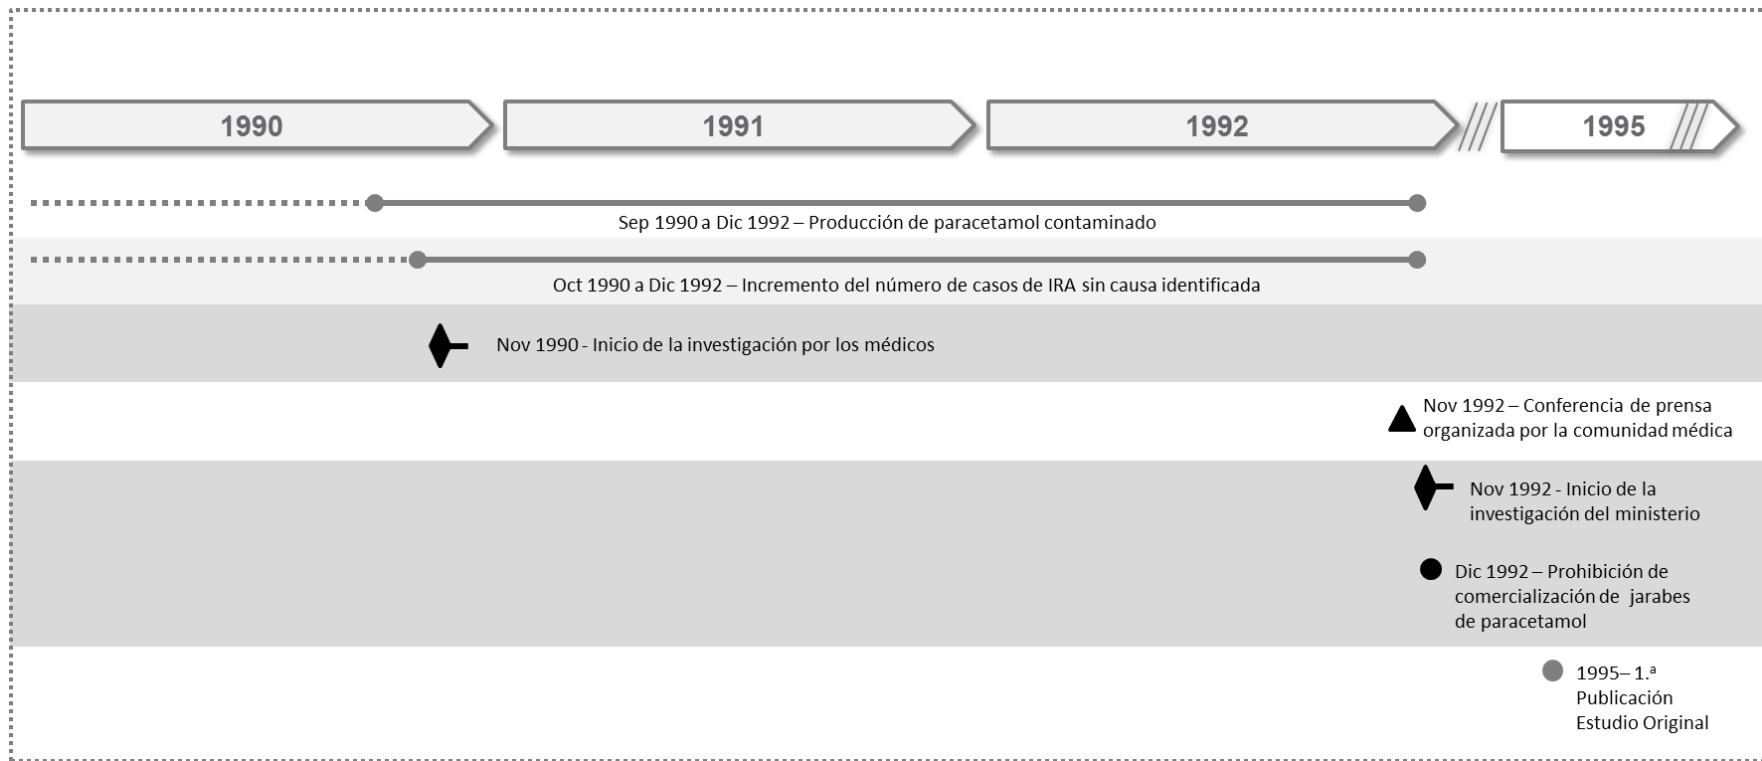 1990
1991
1992
1995
Sep 1990 a Dic 1992 – Producción de paracetamol contaminado
Oct 1990 a Dic 1992 – Incremento del número de casos de IRA sin causa identificada
Nov 1990 - Inicio de la investigación por los médicos
Nov 1992 – Conferencia de prensa
organizada por la comunidad médica
Nov 1992 - Inicio de la
investigación del ministerio
Dic 1992 – Prohibición de
comercialización de jarabes
de paracetamol
1995– 1.ª
Publicación
Estudio Original